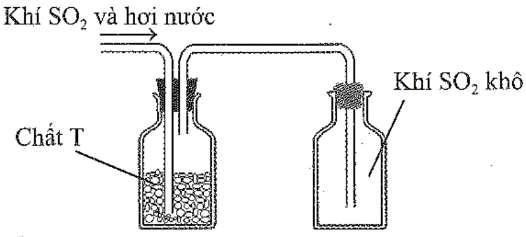 Khí SO₂ và hơi nước
Khí SO₂ khô
Chất T